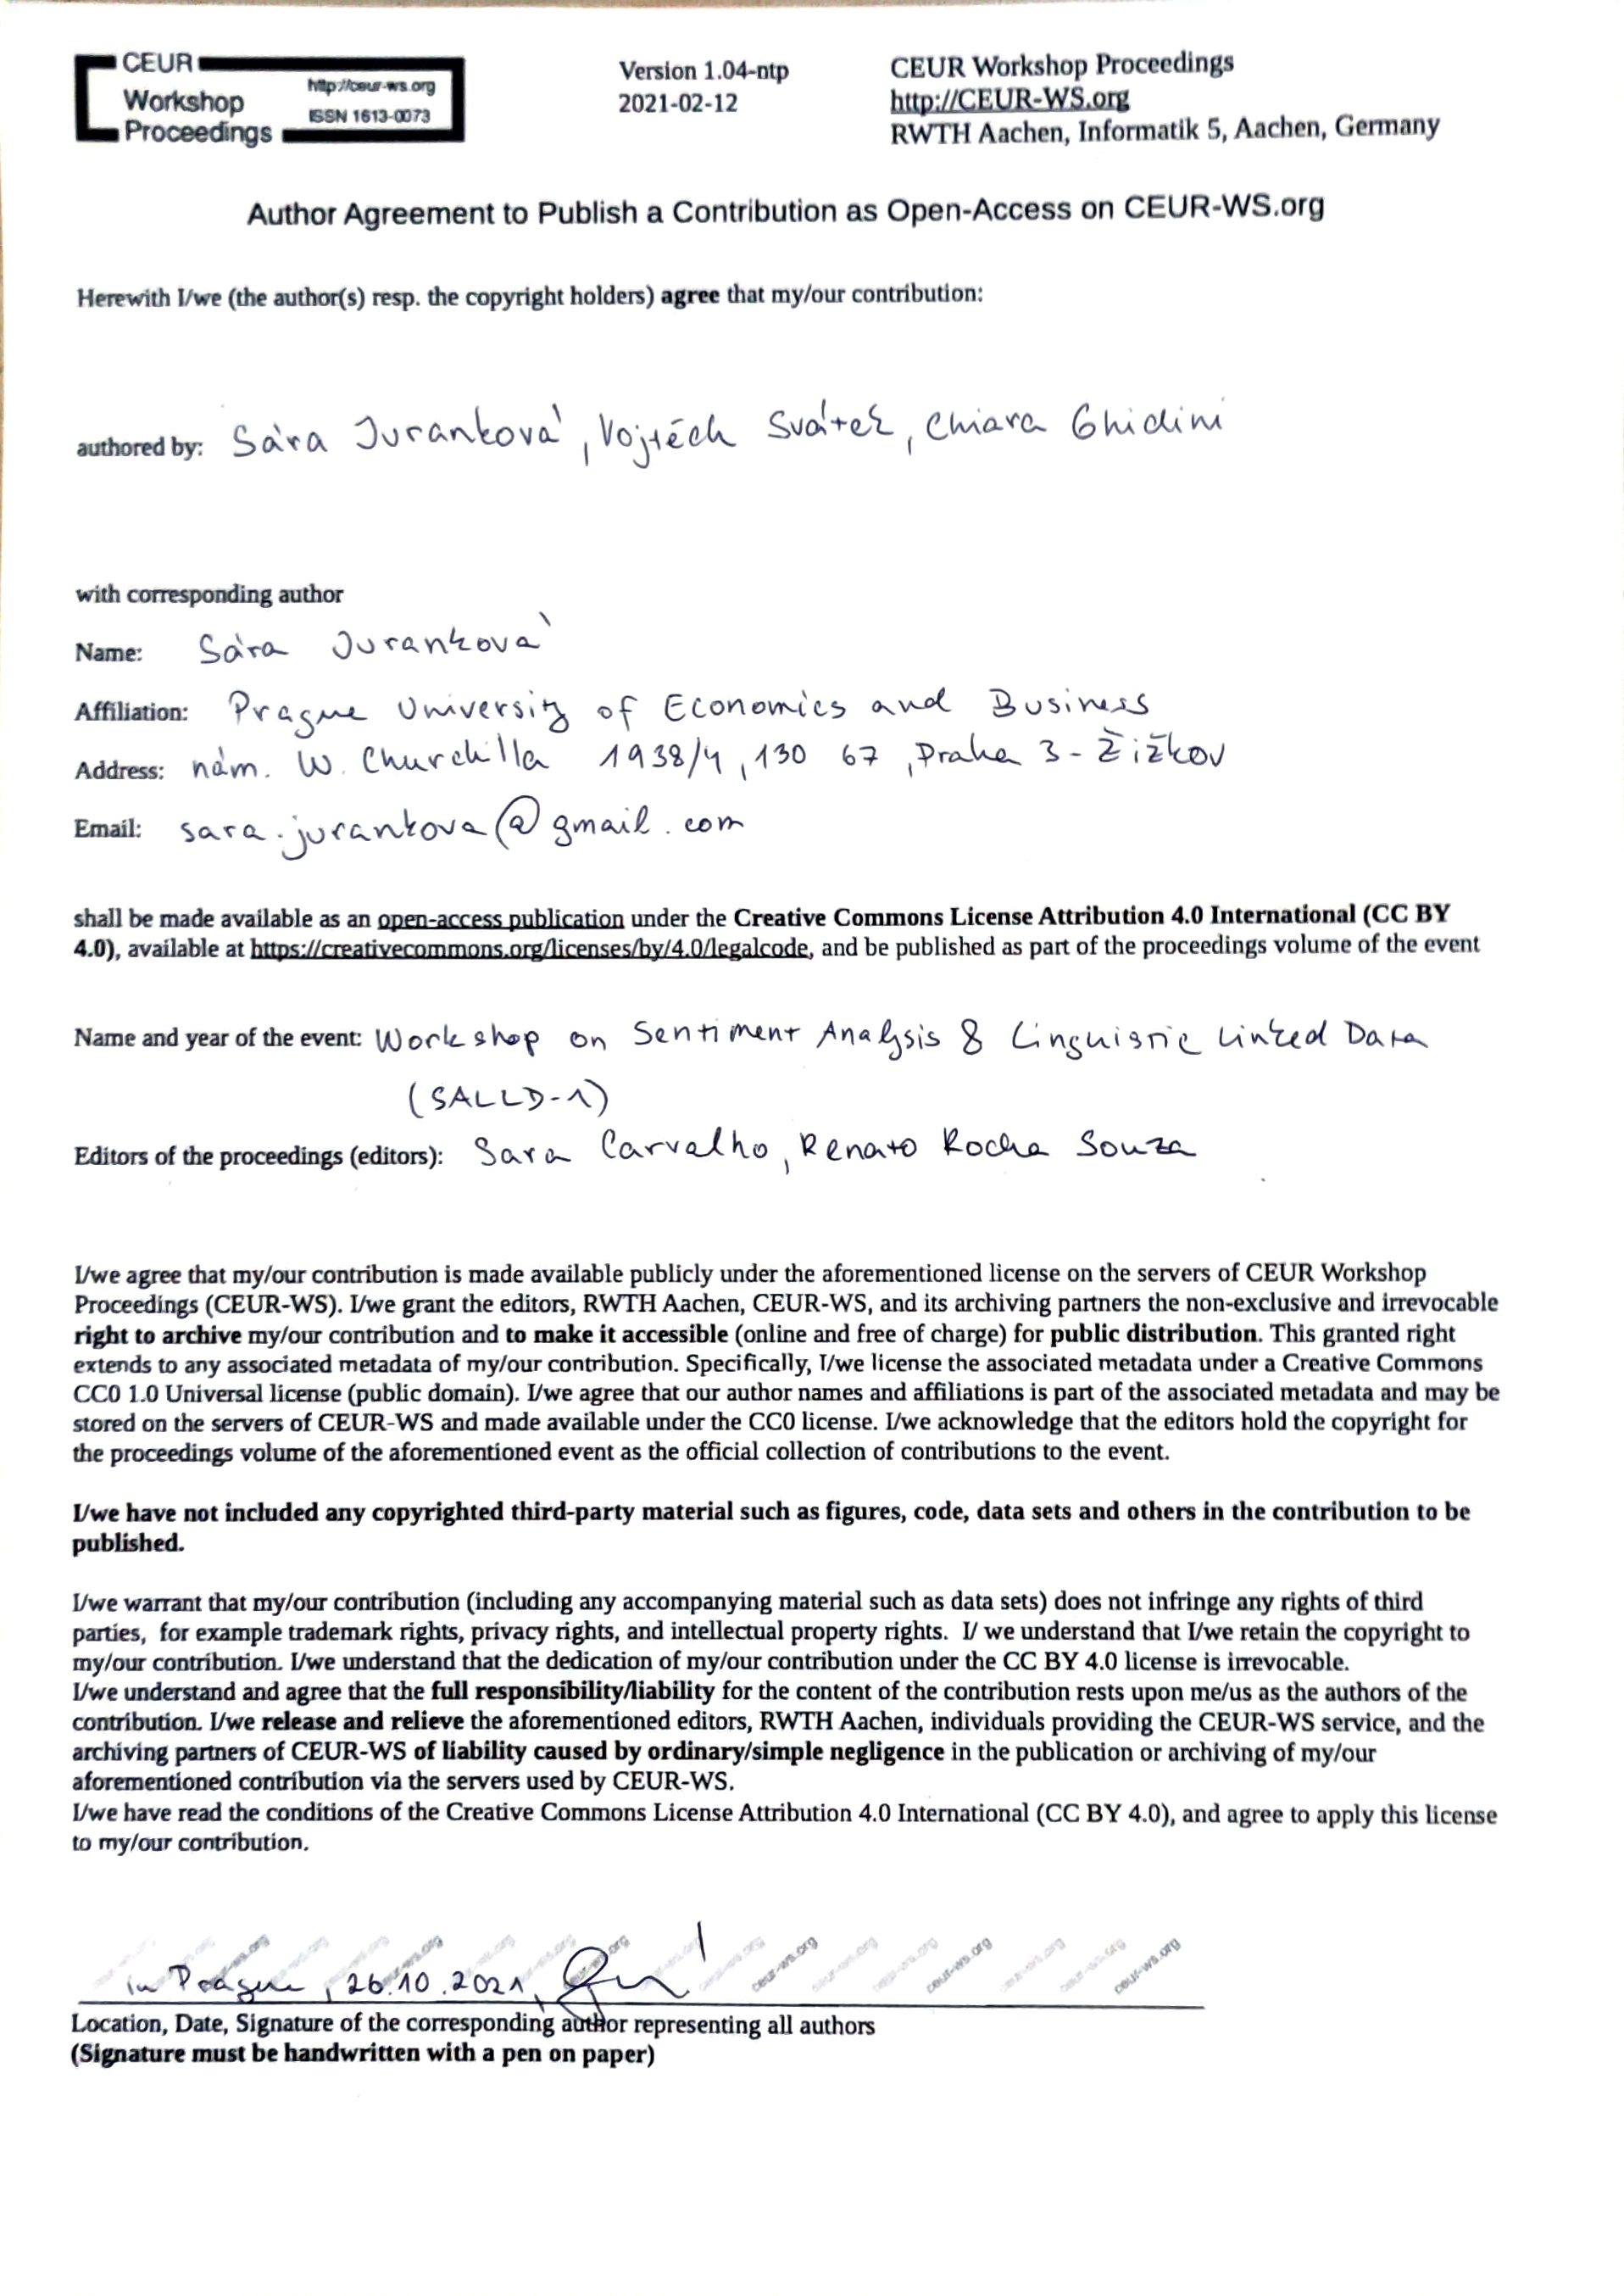 CEUR
Workshop
Proceedings
http://ceur-ws.org
ISSN 1613-0073
Version 1.04-ntp
2021-02-12
CEUR Workshop Proceedings
http://CEUR-WS.org
RWTH Aachen, Informatik 5, Aachen, Germany
Author Agreement to Publish a Contribution as Open-Access on CEUR-WS.org
Herewith I/we (the author(s) resp. the copyright holders) agree that my/our contribution:
authored by: Sára Juranková, Vojtěch Svátek, Chiara Ghidini
with corresponding author
Name: Sára Juranková
Affiliation: Prague University of Economics and Business
Address: nám. W. Churchilla 1938/4, 130 67, Praha 3 - Žižkov
Email: sara.jurankova@gmail.com
shall be made available as an open-access publication under the Creative Commons License Attribution 4.0 International (CC BY
4.0), available at https://creativecommons.org/licenses/by/4.0/legalcode, and be published as part of the proceedings volume of the event
Name and year of the event: Workshop on Sentiment Analysis & Linguistic Linked Data
(SALLD-1)
Editors of the proceedings (editors): Sara Carvalho, Renato Rocha Souza
I/we agree that my/our contribution is made available publicly under the aforementioned license on the servers of CEUR Workshop
Proceedings (CEUR-WS). I/we grant the editors, RWTH Aachen, CEUR-WS, and its archiving partners the non-exclusive and irrevocable
right to archive my/our contribution and to make it accessible (online and free of charge) for public distribution. This granted right
extends to any associated metadata of my/our contribution. Specifically, I/we license the associated metadata under a Creative Commons
CC0 1.0 Universal license (public domain). I/we agree that our author names and affiliations is part of the associated metadata and may be
stored on the servers of CEUR-WS and made available under the CC0 license. I/we acknowledge that the editors hold the copyright for
the proceedings volume of the aforementioned event as the official collection of contributions to the event.
I/we have not included any copyrighted third-party material such as figures, code, data sets and others in the contribution to be
published.
I/we warrant that my/our contribution (including any accompanying material such as data sets) does not infringe any rights of third
parties, for example trademark rights, privacy rights, and intellectual property rights. I/ we understand that I/we retain the copyright to
my/our contribution. I/we understand that the dedication of my/our contribution under the CC BY 4.0 license is irrevocable.
I/we understand and agree that the full responsibility/liability for the content of the contribution rests upon me/us as the authors of the
contribution. I/we release and relieve the aforementioned editors, RWTH Aachen, individuals providing the CEUR-WS service, and the
archiving partners of CEUR-WS of liability caused by ordinary/simple negligence in the publication or archiving of my/our
aforementioned contribution via the servers used by CEUR-WS.
I/we have read the conditions of the Creative Commons License Attribution 4.0 International (CC BY 4.0), and agree to apply this license
to my/our contribution.
in Prague, 26.10.2021,
ceur-ws.org ceur-ws.org ceur-ws.org ceur-ws.org
Location, Date, Signature of the corresponding author representing all authors
(Signature must be handwritten with a pen on paper)